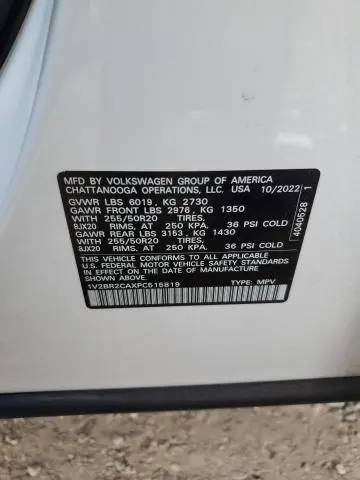 MFD BY VOLKSWAGEN GROUP OF AMERICA
CHATTANOOGA OPERATIONS, LLC. USA 10/2022
GVWR LBS 6019, KG 2730
GAWR FRONT LBS 2976, KG 1350
WITH 255/50R20 TIRES,
8JX20 RIMS, AT 250 KPA, 36 PSI COLD
GAWR REAR LBS 3153, KG 1430
WITH 255/50R20 TIRES,
8JX20 RIMS, AT 250 KPA, 36 PSI COLD
THIS VEHICLE CONFORMS TO ALL APPLICABLE
U.S. FEDERAL MOTOR VEHICLE SAFETY STANDARDS
IN EFFECT ON THE DATE OF MANUFACTURE
SHOWN ABOVE.
1V2BR2CAXPC515819 TYPE: MPV
4040528 1